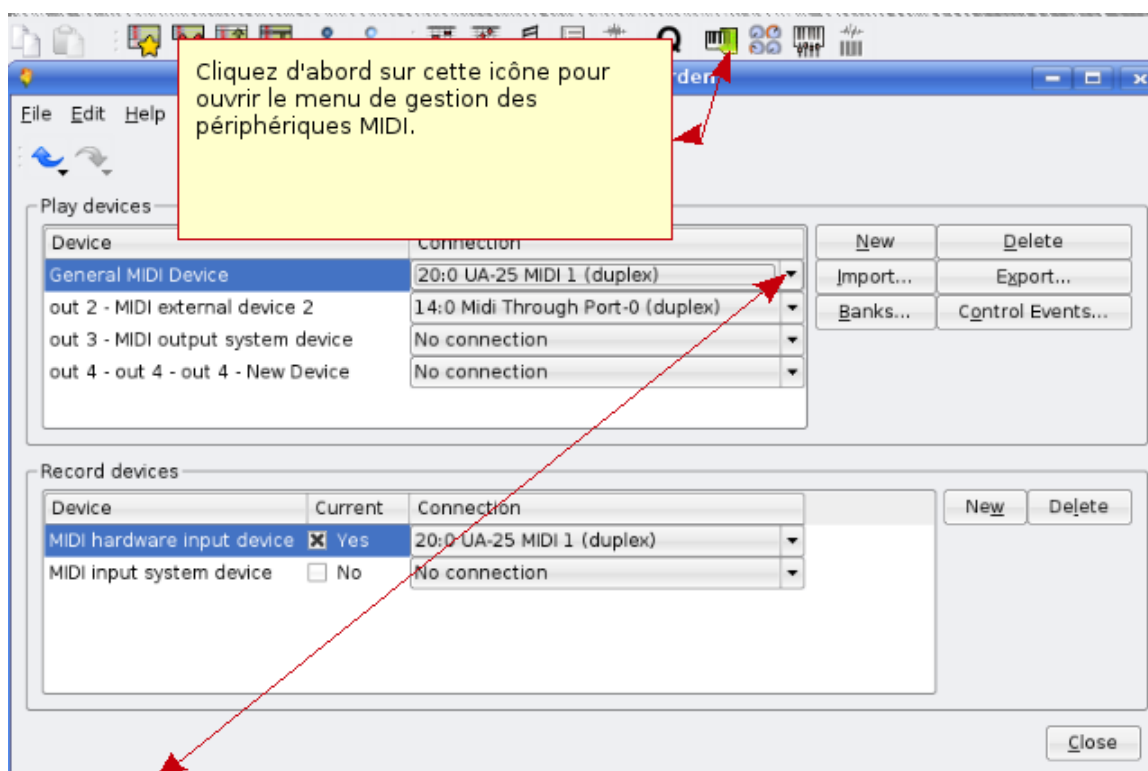 Cliquez d'abord sur cette icône pour
ouvrir le menu de gestion des
périphériques MIDI.
File Edit Help
Play devices
Device Connection New Delete
General MIDI Device 20:0 UA-25 MIDI 1 (duplex) Import... Export...
out 2 - MIDI external device 2 14:0 Midi Through Port-0 (duplex) Banks... Control Events...
out 3 - MIDI output system device No connection
out 4 - out 4 - out 4 - New Device No connection
Record devices
Device Current Connection New Delete
MIDI hardware input device Yes 20:0 UA-25 MIDI 1 (duplex)
MIDI input system device No No connection
Close